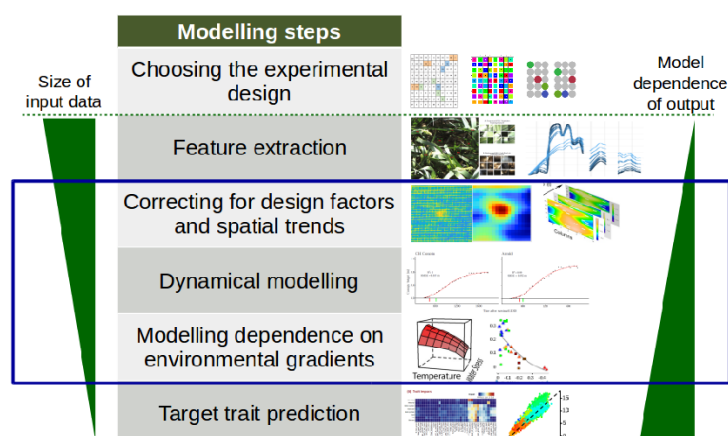 Modelling steps
Size of
input data
Choosing the experimental
design
Model
dependence
of output
Feature extraction
Correcting for design factors
and spatial trends
Columns
Dynamical modelling
Modelling dependence on
environmental gradients
Temperature
Target trait prediction